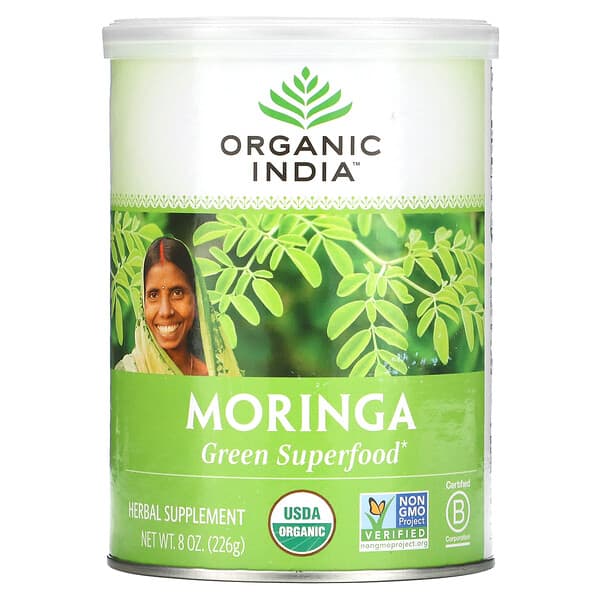 ORGANIC
INDIA™
MORINGA
Green Superfood*
HERBAL SUPPLEMENT
NET WT. 8 OZ. (226g)
USDA
ORGANIC
NON
GMO
Project
VERIFIED
nongmoproject.org
Certified
B
Corporation